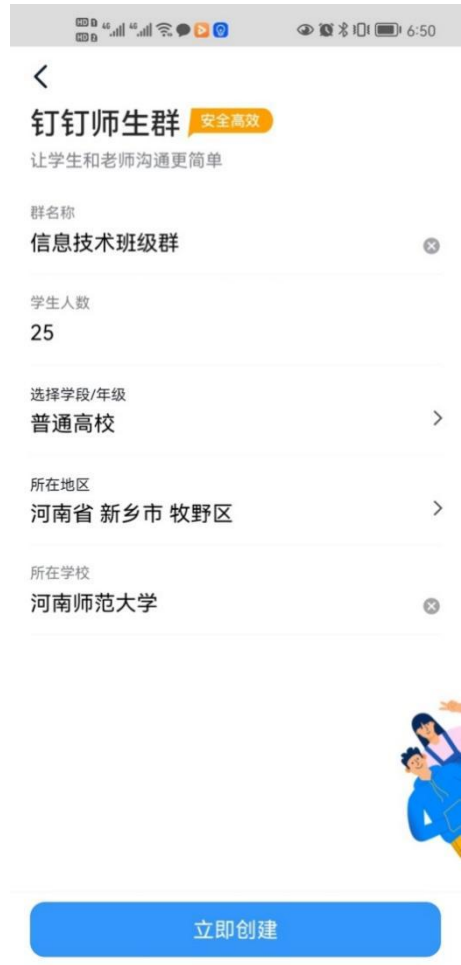 6:50
钉钉师生群 安全高效
让学生和老师沟通更简单
群名称
信息技术班级群
学生人数
25
选择学段/年级
普通高校
所在地区
河南省 新乡市 牧野区
所在学校
河南师范大学
立即创建